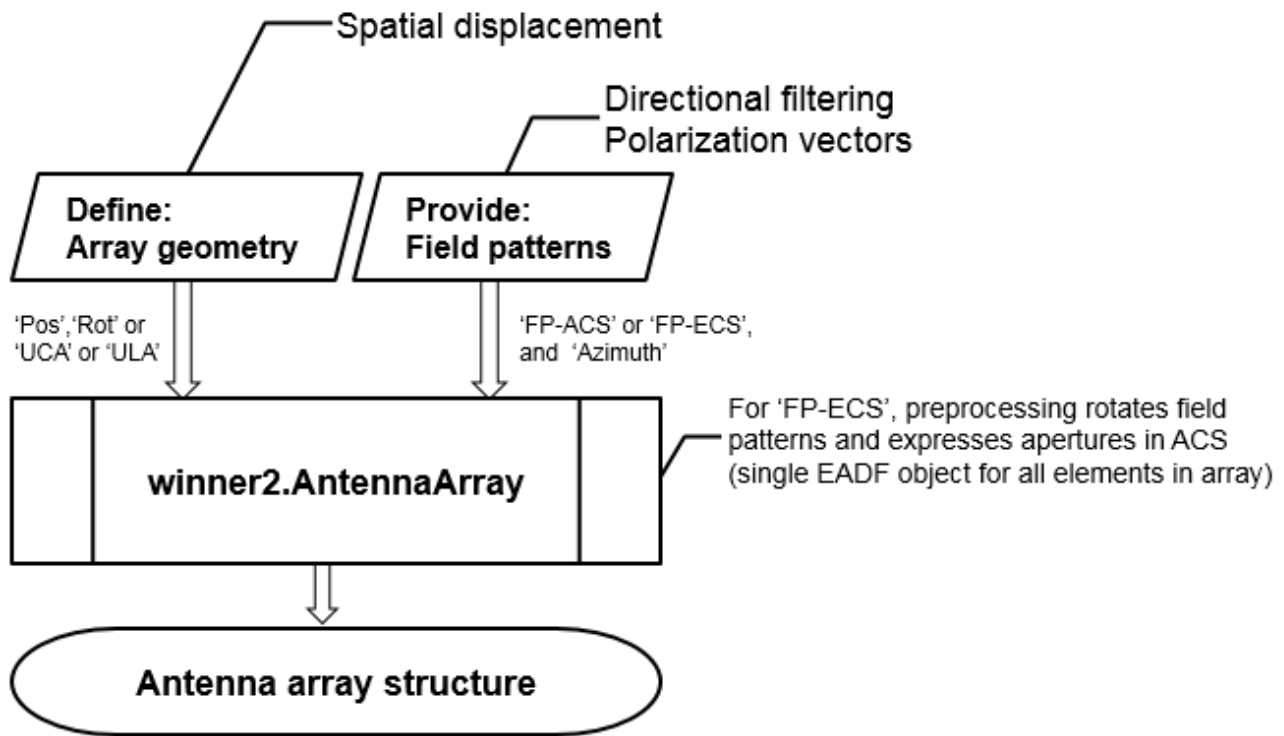 Spatial displacement
Directional filtering
Polarization vectors
Define:
Array geometry
Provide:
Field patterns
‘Pos’,‘Rot’ or
‘UCA’ or ‘ULA’
‘FP-ACS’ or ‘FP-ECS’,
and ‘Azimuth’
winner2.AntennaArray
For ‘FP-ECS’, preprocessing rotates field
patterns and expresses apertures in ACS
(single EADF object for all elements in array)
Antenna array structure